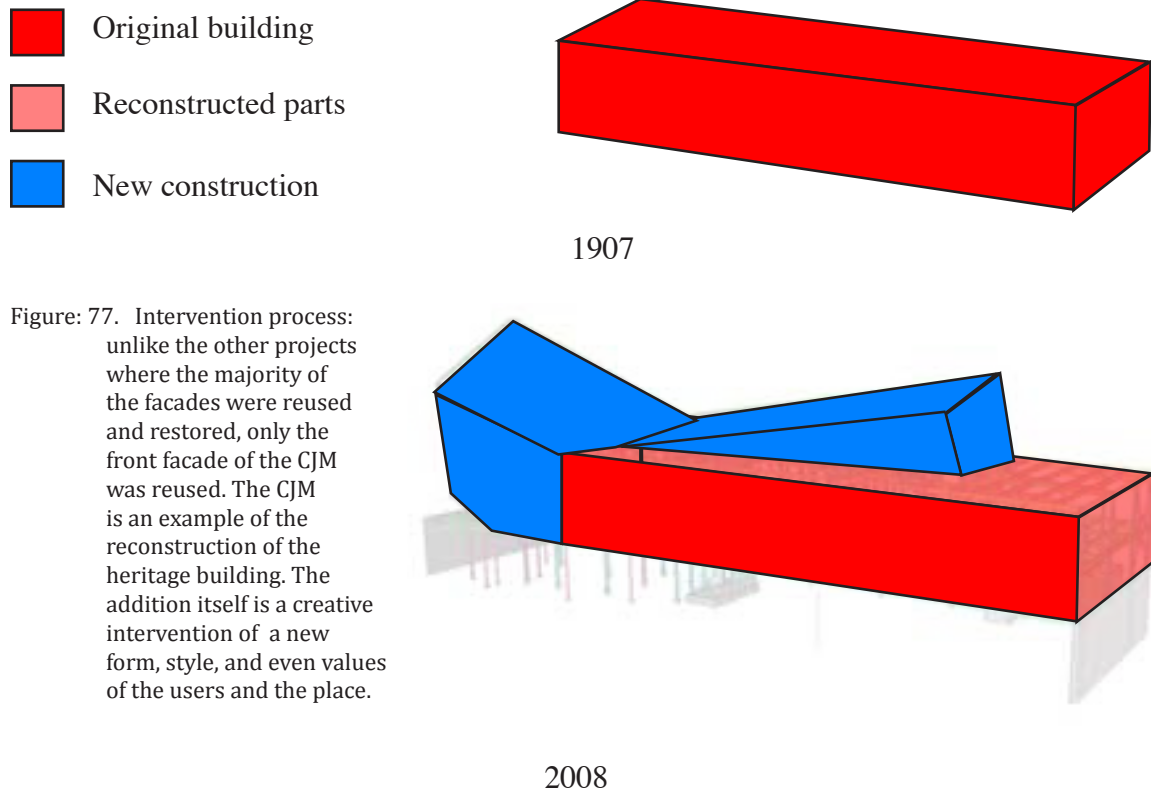 Original building
Reconstructed parts
New construction
1907
Figure: 77. Intervention process:
unlike the other projects
where the majority of
the facades were reused
and restored, only the
front facade of the CJM
was reused. The CJM
is an example of the
reconstruction of the
heritage building. The
addition itself is a creative
intervention of a new
form, style, and even values
of the users and the place.
2008